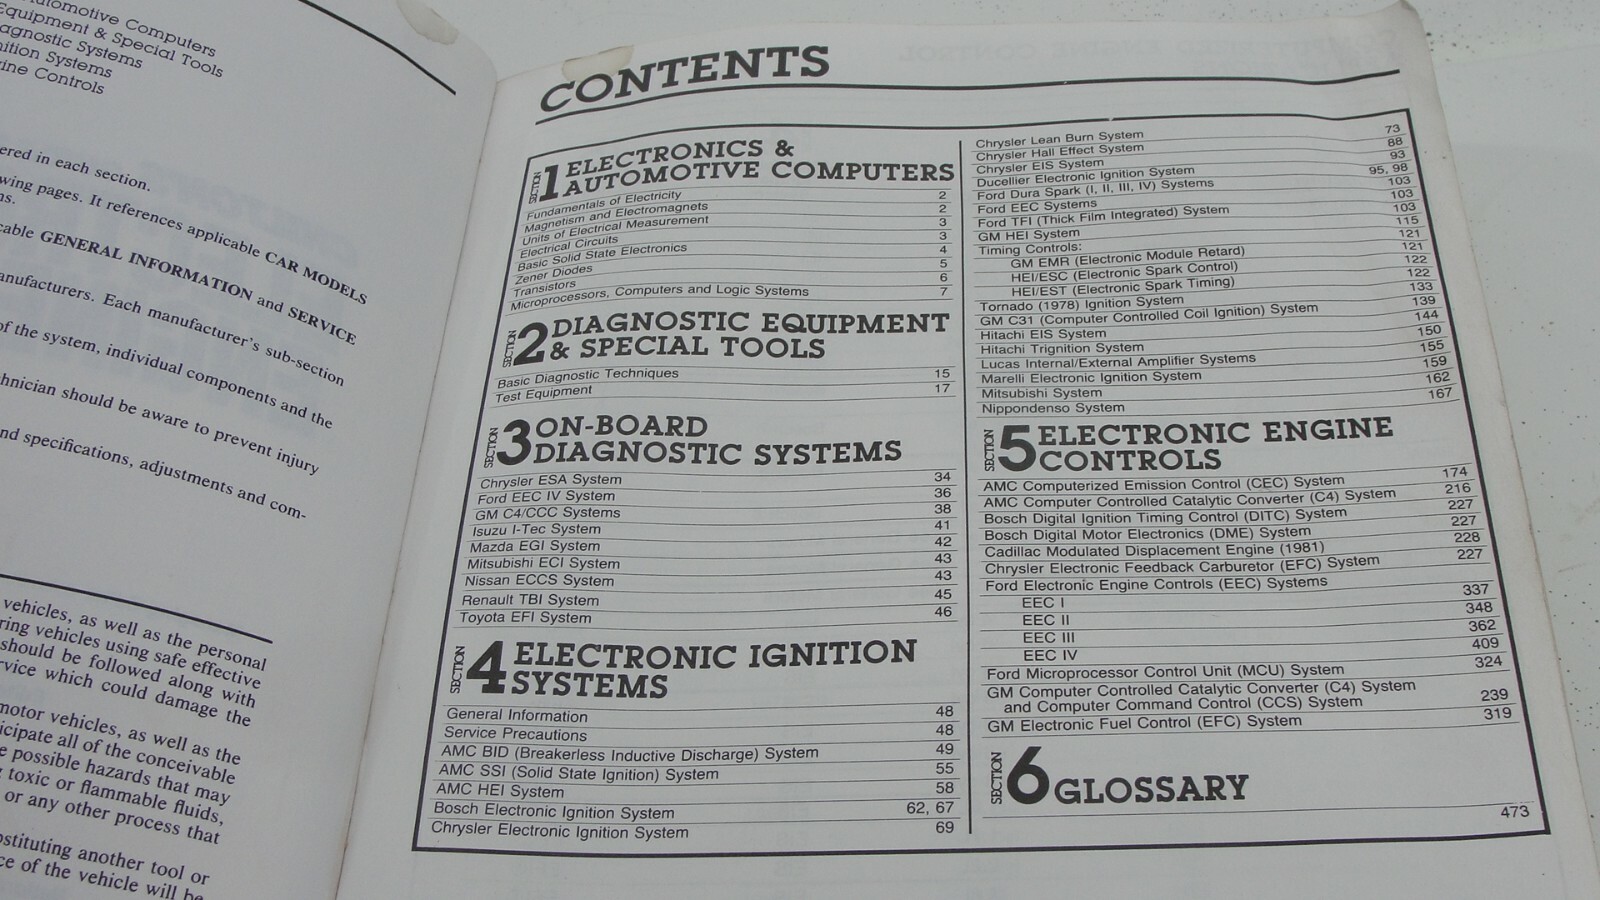 utomotive Computers
quipment & Special Tools
agnostic Systems
nition Systems
ine Controls
ered in each section.
wing pages. It references applicable CAR MODELS
ns.
cable GENERAL INFORMATION and SERVICE
anufacturers. Each manufacturer's sub-section
of the system, individual components and the
hnician should be aware to prevent injury
nd specifications, adjustments and com-
vehicles, as well as the personal
ring vehicles using safe effective
should be followed along with
rvice which could damage the
motor vehicles, as well as the
icipate all of the conceivable
e possible hazards that may
toxic or flammable fluids,
or any other process that
bstituting another tool or
ce of the vehicle will be
CONTENTS
SECTION 1 ELECTRONICS &
AUTOMOTIVE COMPUTERS
Fundamentals of Electricity 2
Magnetism and Electromagnets 2
Units of Electrical Measurement 3
Electrical Circuits 3
Basic Solid State Electronics 4
Zener Diodes 5
Transistors 6
Microprocessors, Computers and Logic Systems 7
SECTION 2 DIAGNOSTIC EQUIPMENT
& SPECIAL TOOLS
Basic Diagnostic Techniques 15
Test Equipment 17
SECTION 3 ON-BOARD
DIAGNOSTIC SYSTEMS
Chrysler ESA System 34
Ford EEC IV System 36
GM C4/CCC Systems 38
Isuzu I-Tec System 41
Mazda EGI System 42
Mitsubishi ECI System 43
Nissan ECCS System 43
Renault TBI System 45
Toyota EFI System 46
SECTION 4 ELECTRONIC IGNITION
SYSTEMS
General Information 48
Service Precautions 48
AMC BID (Breakerless Inductive Discharge) System 49
AMC SSI (Solid State Ignition) System 55
AMC HEI System 58
Bosch Electronic Ignition System 62, 67
Chrysler Electronic Ignition System 69
Chrysler Lean Burn System 73
Chrysler Hall Effect System 88
Chrysler EIS System 93
Ducellier Electronic Ignition System 95, 98
Ford Dura Spark (I, II, III, IV) Systems 103
Ford EEC Systems 103
Ford TFI (Thick Film Integrated) System 103
GM HEI System 115
Timing Controls: 121
GM EMR (Electronic Module Retard) 121
HEI/ESC (Electronic Spark Control) 122
HEI/EST (Electronic Spark Timing) 122
Tornado (1978) Ignition System 133
GM C31 (Computer Controlled Coil Ignition) System 139
Hitachi EIS System 144
Hitachi Trignition System 150
Lucas Internal/External Amplifier Systems 155
Marelli Electronic Ignition System 159
Mitsubishi System 162
Nippondenso System 167
SECTION 5 ELECTRONIC ENGINE
CONTROLS
AMC Computerized Emission Control (CEC) System 174
AMC Computer Controlled Catalytic Converter (C4) System 216
Bosch Digital Ignition Timing Control (DITC) System 227
Bosch Digital Motor Electronics (DME) System 227
Cadillac Modulated Displacement Engine (1981) 228
Chrysler Electronic Feedback Carburetor (EFC) System 227
Ford Electronic Engine Controls (EEC) Systems
EEC I 337
EEC II 348
EEC III 362
EEC IV 409
Ford Microprocessor Control Unit (MCU) System 324
GM Computer Controlled Catalytic Converter (C4) System
and Computer Command Control (CCS) System 239
GM Electronic Fuel Control (EFC) System 319
SECTION 6 GLOSSARY
473